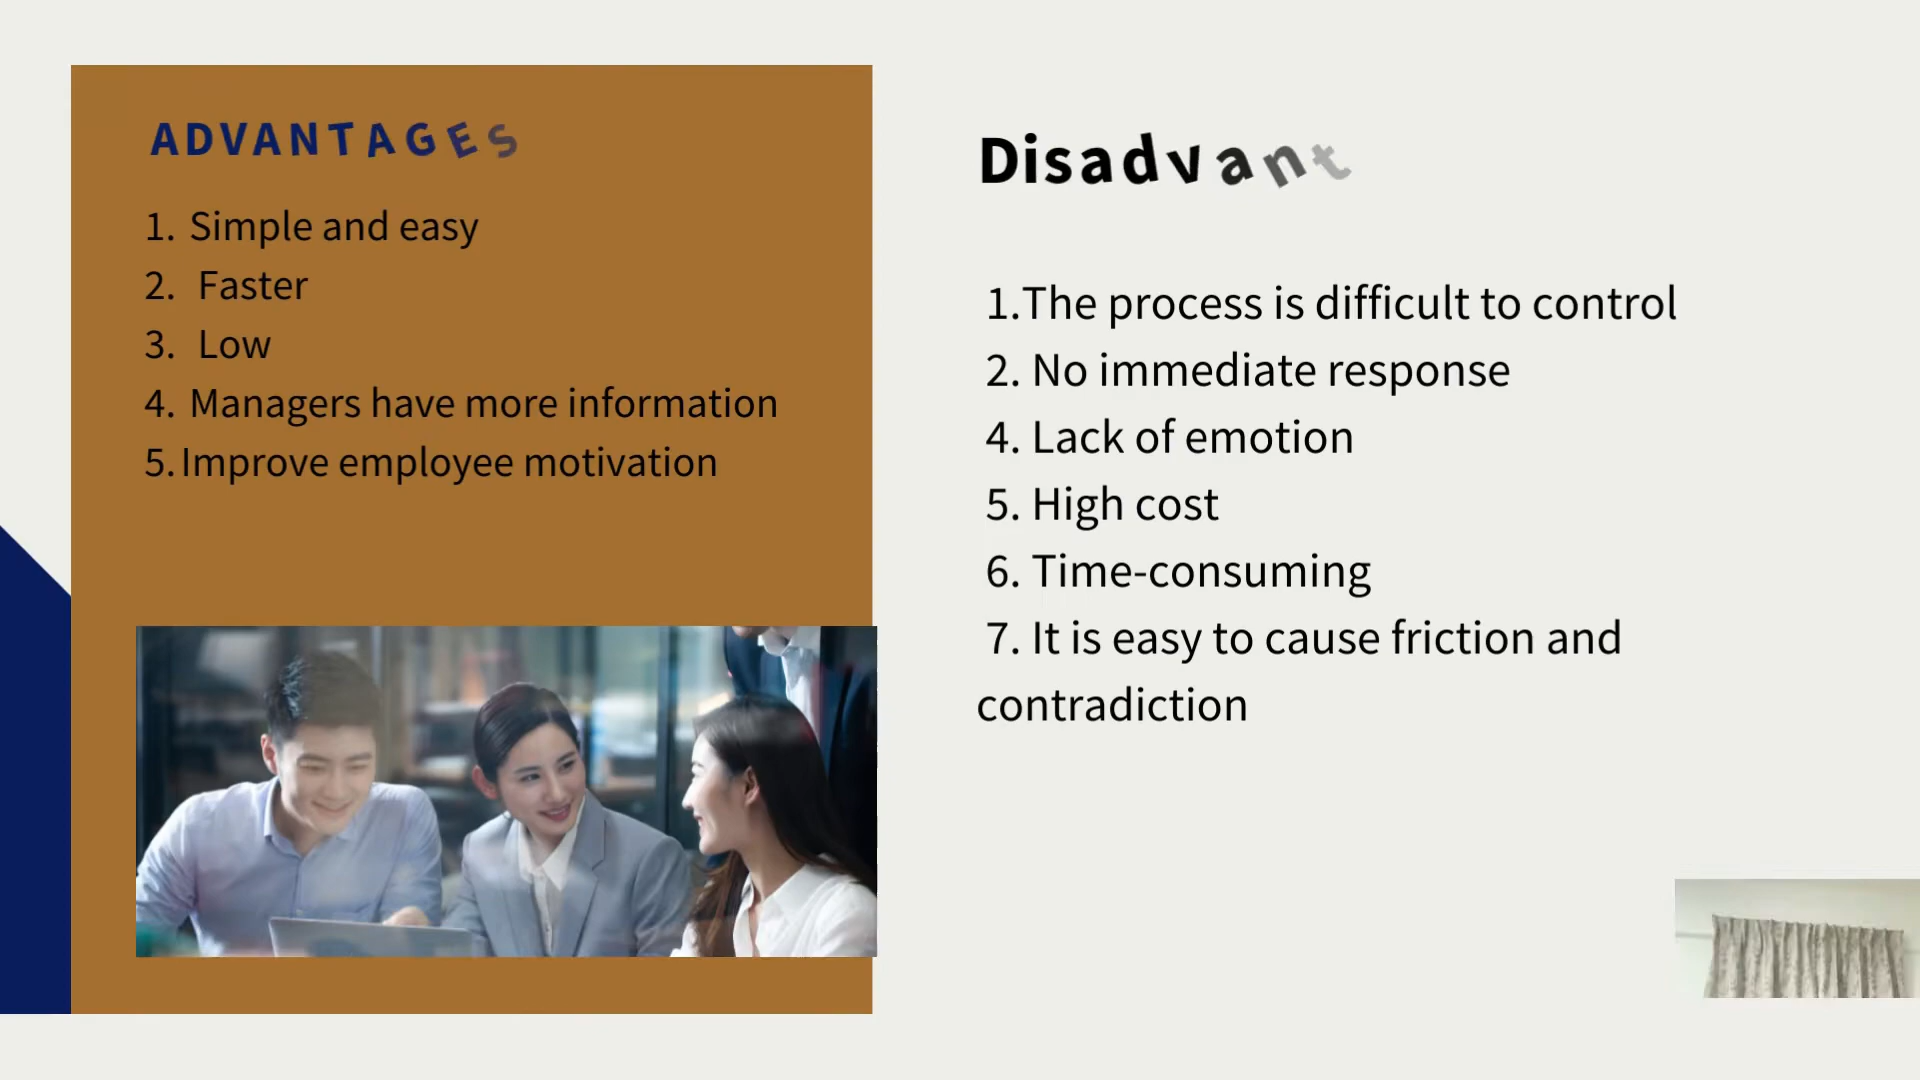 ADVANTAGES
1. Simple and easy
2. Faster
3. Low
4. Managers have more information
5. Improve employee motivation
Disadvant
1.The process is difficult to control
2. No immediate response
4. Lack of emotion
5. High cost
6. Time-consuming
7. It is easy to cause friction and
contradiction